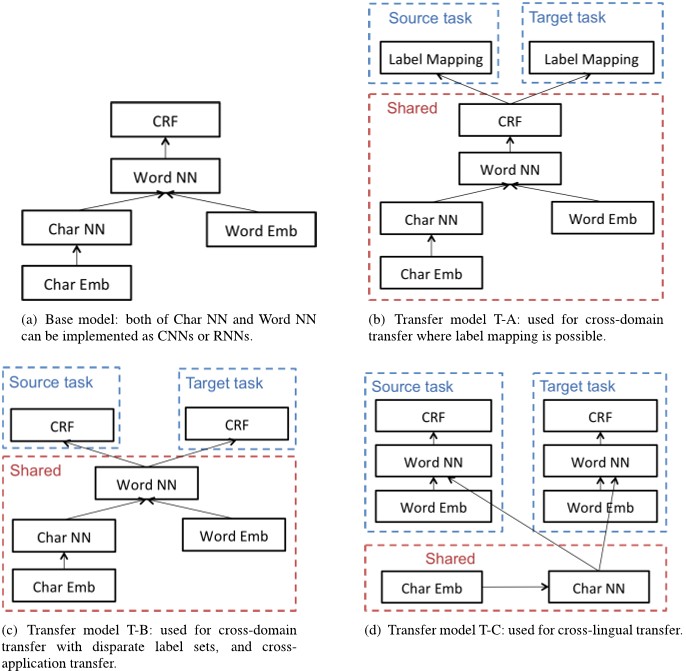 CRF
Word NN
Char NN
Word Emb
Char Emb
(a) Base model: both of Char NN and Word NN
can be implemented as CNNs or RNNs.
Source task
Target task
Label Mapping
Label Mapping
Shared
CRF
Word NN
Char NN
Word Emb
Char Emb
(b) Transfer model T-A: used for cross-domain
transfer where label mapping is possible.
Source task
Target task
CRF
CRF
Shared
Word NN
Char NN
Word Emb
Char Emb
(c) Transfer model T-B: used for cross-domain
transfer with disparate label sets, and cross-
application transfer.
Source task
Target task
CRF
CRF
Word NN
Word NN
Word Emb
Word Emb
Shared
Char Emb
Char NN
(d) Transfer model T-C: used for cross-lingual transfer.